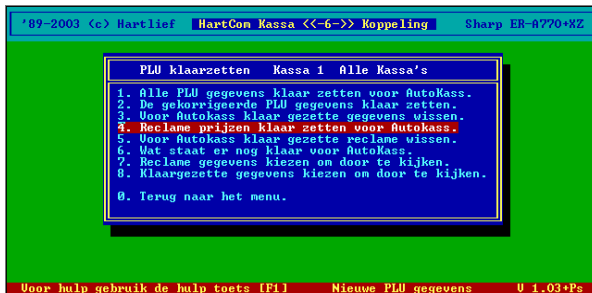 '89-2003 (c) Hartlief HartCom Kassa <<-6->> Koppeling Sharp ER-A770+XZ
PLU klaarzetten Kassa 1 Alle Kassa's
1. Alle PLU gegevens klaar zetten voor AutoKass.
2. De gekorrigeerde PLU gegevens klaar zetten.
3. Voor Autokass klaar gezette gegevens wissen.
4. Reclame prijzen klaar zetten voor Autokass.
5. Voor Autokass klaar gezette reclame wissen.
6. Wat staat er nog klaar voor AutoKass.
7. Reclame gegevens kiezen om door te kijken.
8. Klaargezette gegevens kiezen om door te kijken.
0. Terug naar het menu.
Voor hulp gebruik de hulp toets [F1] Nieuwe PLU gegevens V 1.03+Ps